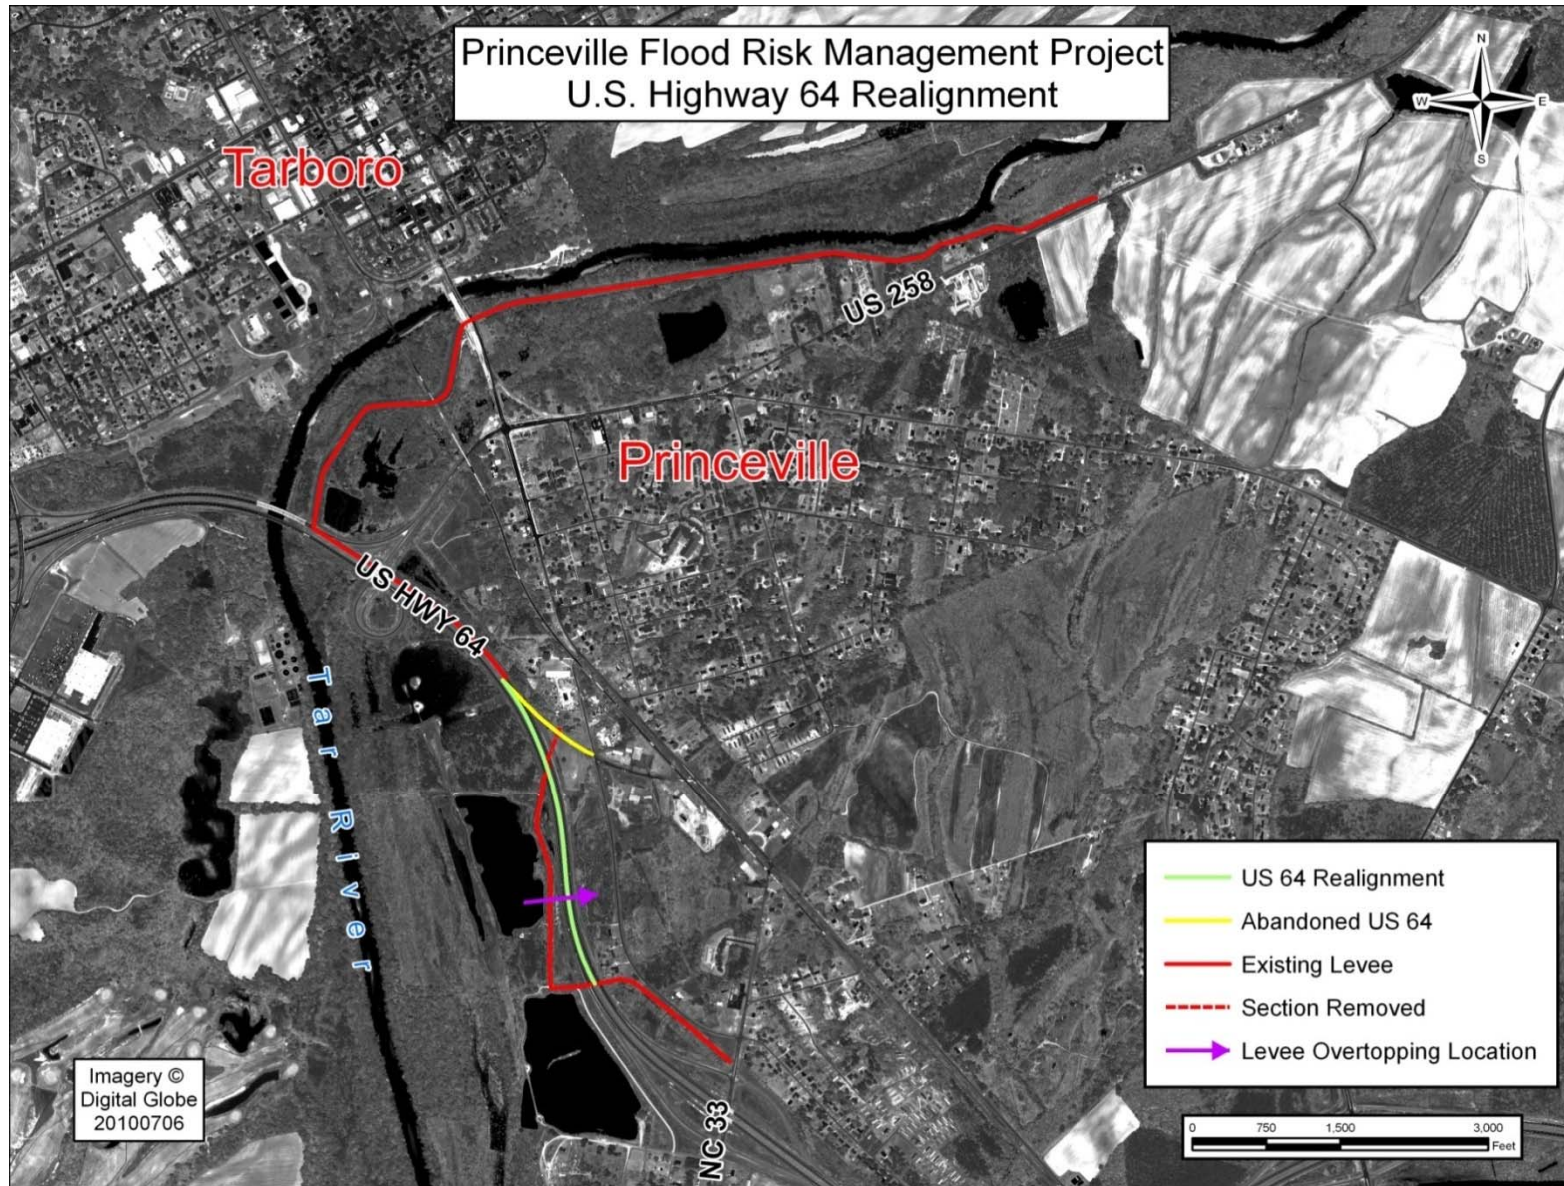 Princeville Flood Risk Management Project
U.S. Highway 64 Realignment
N
W
E
S
Tarboro
US 258
Princeville
US HWY 64
Tar River
US 64 Realignment
Abandoned US 64
Existing Levee
Section Removed
Levee Overtopping Location
Imagery ©
Digital Globe
20100706
NC 33
0 750 1,500 3,000
Feet